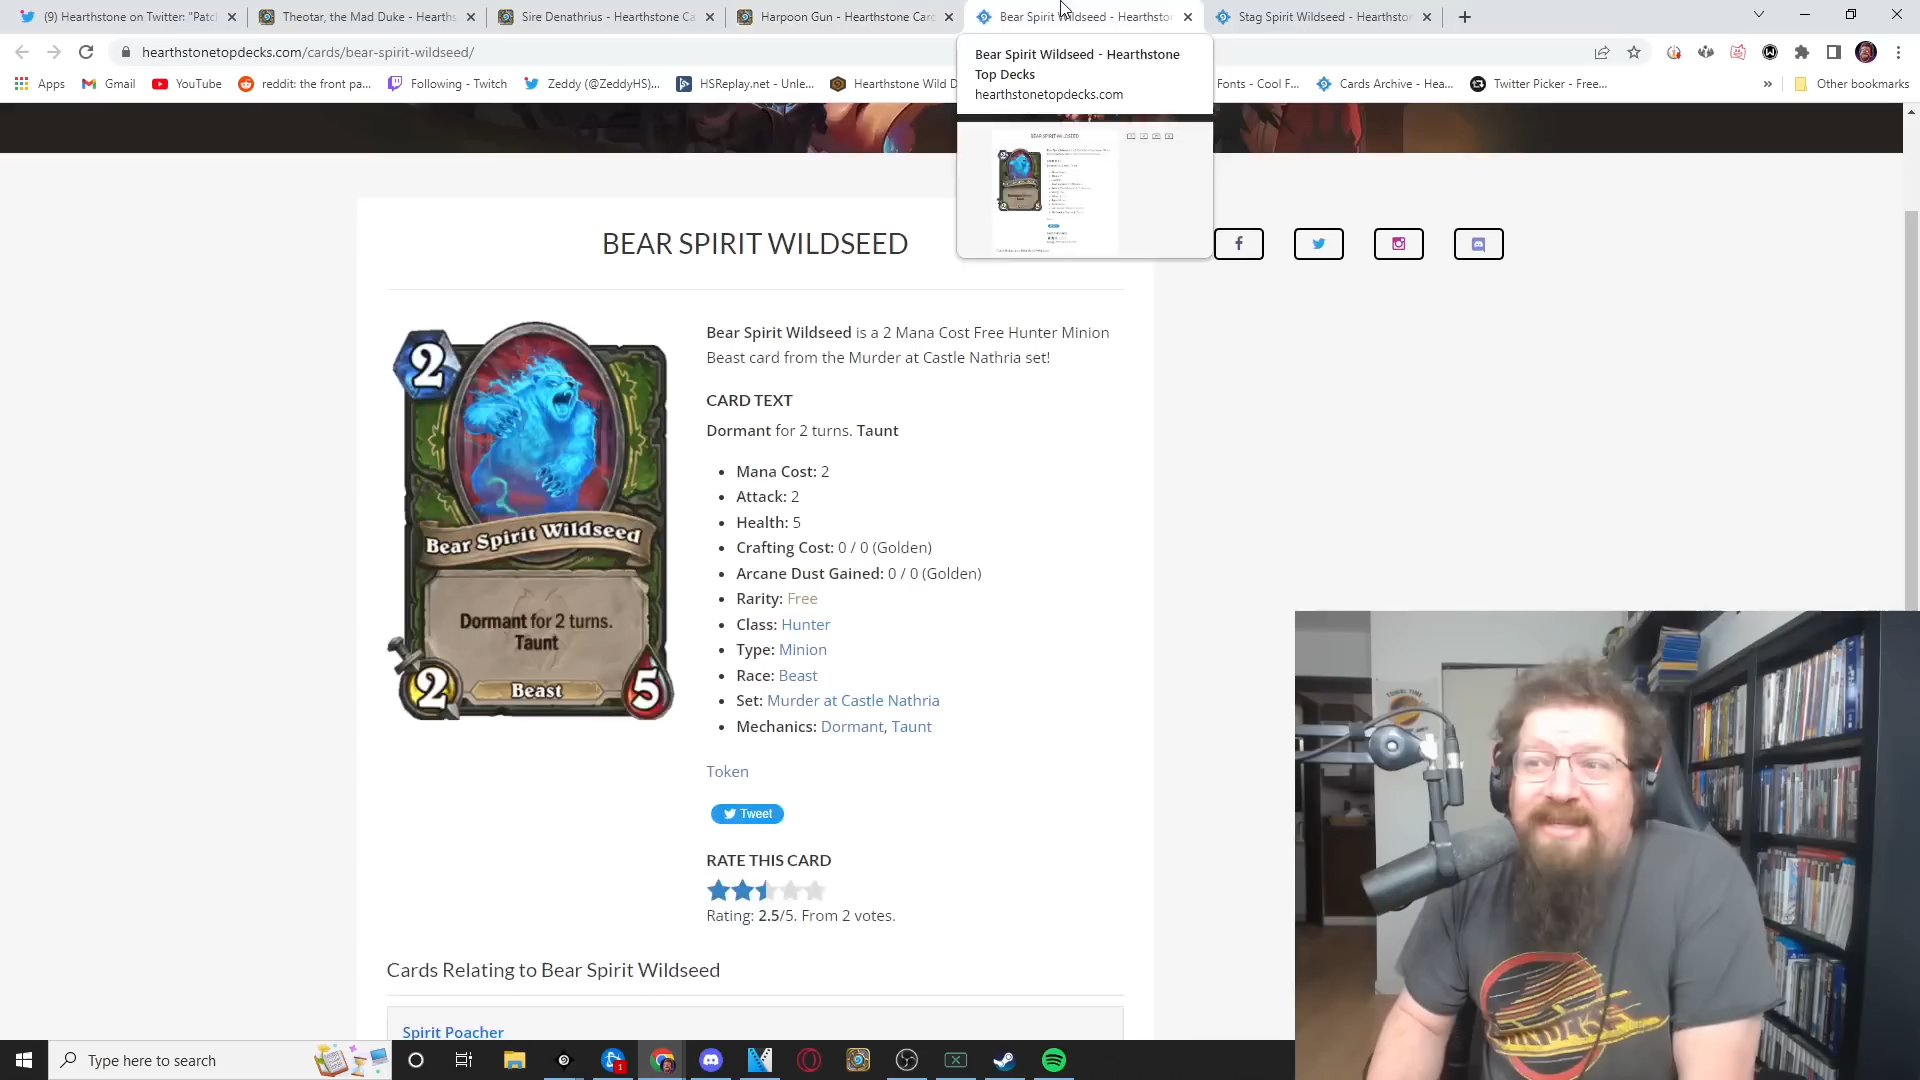 (9) Hearthstone on Twitter: "Patc
Theotar, the Mad Duke - Hearths
Sire Denathrius - Hearthstone Ca
Harpoon Gun - Hearthstone Card
Bear Spirit Wildseed - Hearthstor
Stag Spirit Wildseed - Hearthstor
hearthstonetopdecks.com/cards/bear-spirit-wildseed/
Apps
Gmail
YouTube
reddit: the front pa...
Following - Twitch
Zeddy (@ZeddyHS)...
HSReplay.net - Unle...
Hearthstone Wild D
Fonts - Cool F...
Cards Archive - Hea...
Twitter Picker - Free...
»
Other bookmarks
Bear Spirit Wildseed - Hearthstone
Top Decks
hearthstonetopdecks.com
BEAR SPIRIT WILDSEED
BEAR SPIRIT WILDSEED
2
Bear Spirit Wildseed
Dormant for 2 turns.
Taunt
2
Beast
5
Bear Spirit Wildseed is a 2 Mana Cost Free Hunter Minion
Beast card from the Murder at Castle Nathria set!
CARD TEXT
Dormant for 2 turns. Taunt
Mana Cost: 2
Attack: 2
Health: 5
Crafting Cost: 0 / 0 (Golden)
Arcane Dust Gained: 0 / 0 (Golden)
Rarity: Free
Class: Hunter
Type: Minion
Race: Beast
Set: Murder at Castle Nathria
Mechanics: Dormant, Taunt
Token
Tweet
RATE THIS CARD
Rating: 2.5/5. From 2 votes.
Cards Relating to Bear Spirit Wildseed
Spirit Poacher
Type here to search
1